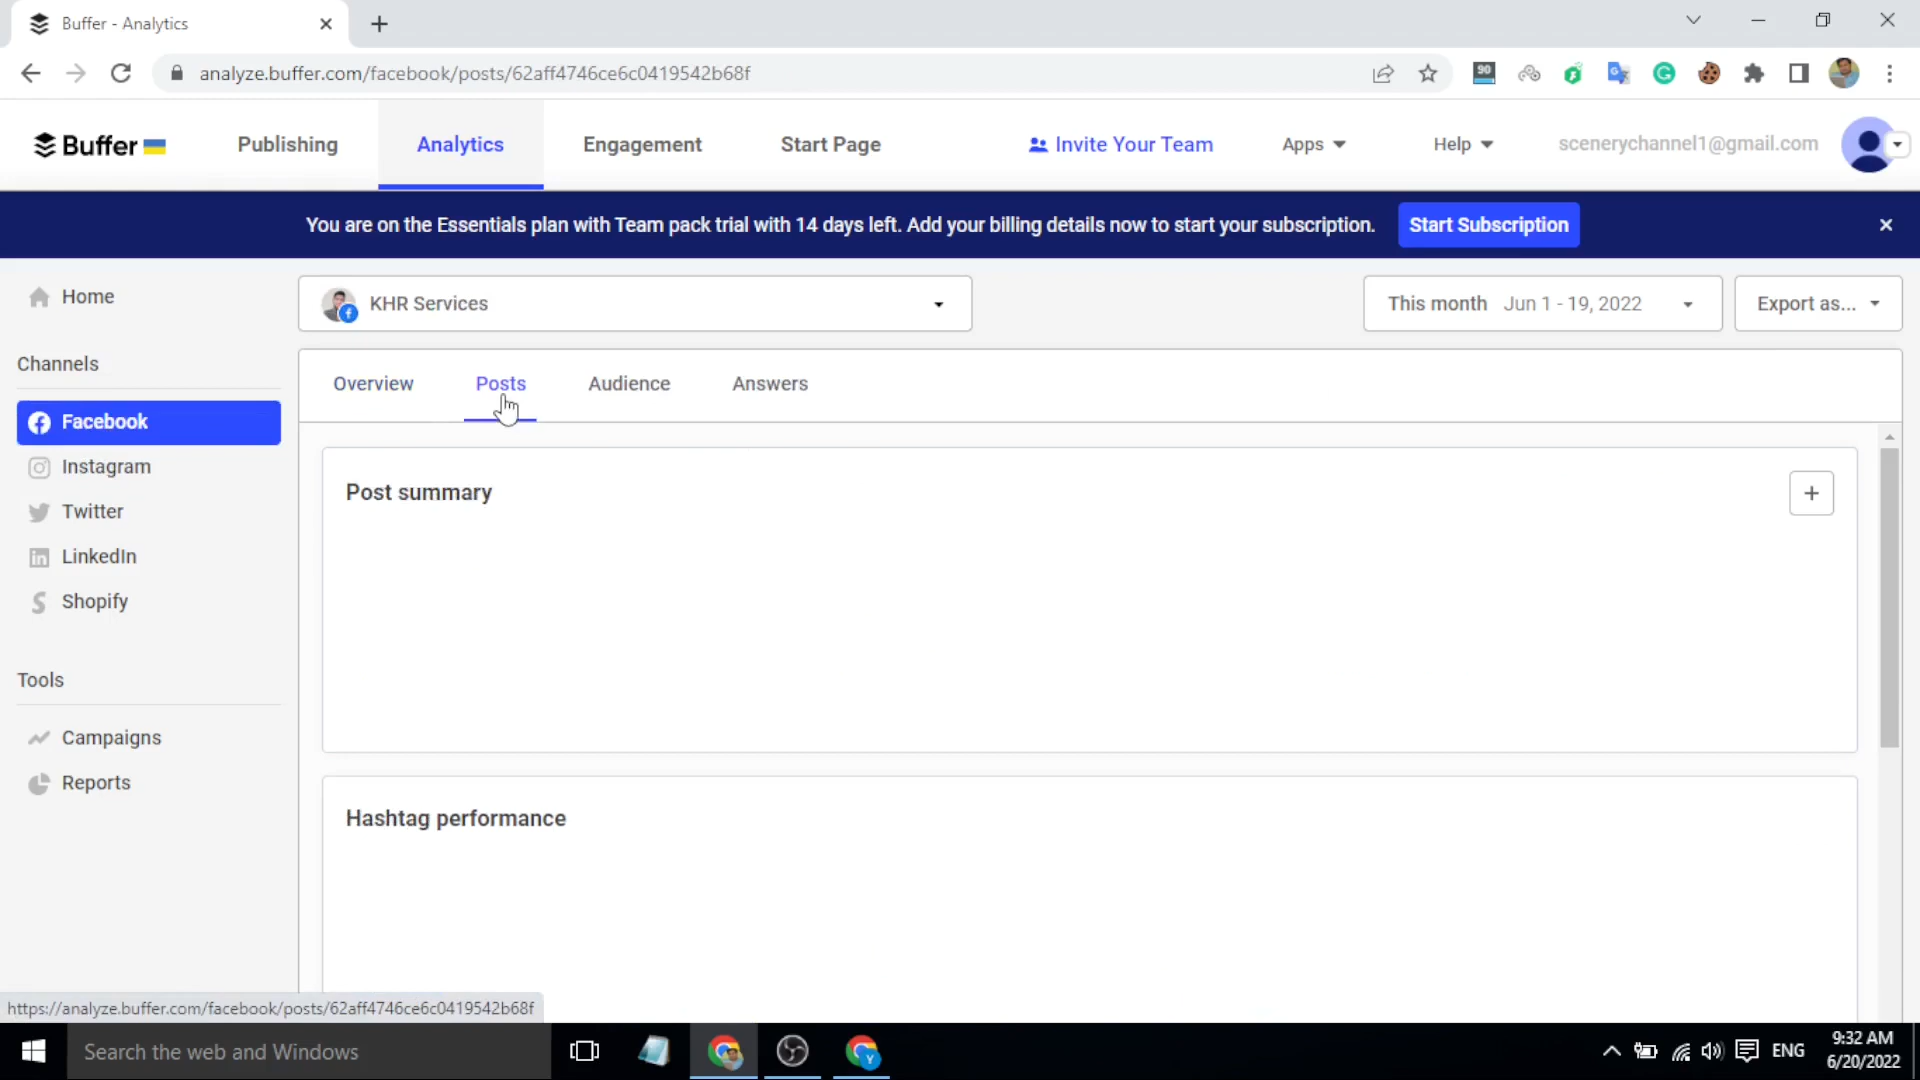 Buffer - Analytics
analyze.buffer.com/facebook/posts/62aff4746ce6c0419542b68f
90
Buffer
Publishing
Analytics
Engagement
Start Page
Invite Your Team
Apps
Help
scenerychannel1@gmail.com
You are on the Essentials plan with Team pack trial with 14 days left. Add your billing details now to start your subscription.
Start Subscription
Home
KHR Services
This month Jun 1 - 19, 2022
Export as...
Channels
Overview
Posts
Audience
Answers
Facebook
Instagram
Twitter
LinkedIn
Shopify
Post summary
Tools
Campaigns
Reports
Hashtag performance
https://analyze.buffer.com/facebook/posts/62aff4746ce6c0419542b68f
Search the web and Windows
ENG
9:32 AM
6/20/2022